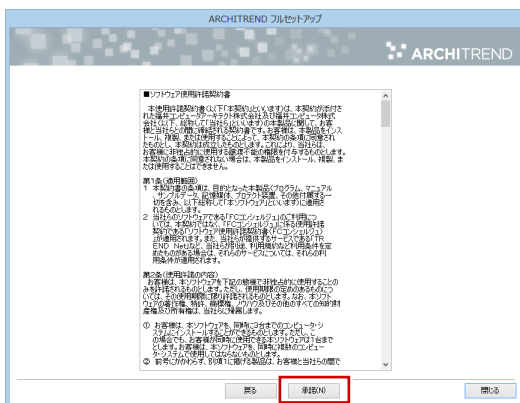 ARCHITREND フルセットアップ
ARCHITREND
■ソフトウェア使用許諾契約書
本使用許諾契約書(以下「本契約」といいます)は、本契約が添付さ
れた福井コンピュータアーキテクト株式会社及び福井コンピュータ株式
会社(以下、総称して「当社ら」といいます)の本製品に関して、お客
様と当社らとの間に締結される契約書です。お客様は、本製品をインス
トール、複製、または使用することによって、本契約の条項に同意され
たものとし、本契約は成立したものとします。これにより、当社らは、
お客様に非独占的に使用する譲渡不能の権限を付与するものとします。
本契約の条項に同意されない場合は、本製品をインストール、複製、ま
たは使用することはできません。
第1条(適用範囲)
1 本契約書の条項は、目的となった本製品(プログラム、マニュアル
、サンプルデータ、記憶媒体、プロテクト装置、その他付属する一
切を含み、以下総称して「本ソフトウェア」といいます)に適用さ
れるものとします。
2 当社らのソフトウェアである「FCコンシェルジュ」のご利用につ
いては、本契約ではなく、「FCコンシェルジュ」に係る使用許諾
契約である「ソフトウェア使用許諾契約書(FCコンシェルジュ)
」が適用されます。また、当社らが提供するサービスである「TR
END Net」など、当社らが別途、利用規約など利用条件を定
めたものがある場合は、それらのサービスについては、それらの利
用条件が適用されます。
第2条(使用許諾の内容)
お客様は、本ソフトウェアを下記の態様で非独占的に使用することの
みを許諾されるものとします。ただし、使用期限の定めのあるものにつ
いては、その使用期限に限り許諾されるものとします。なお、本ソフト
ウェアの著作権、特許、商標権、ノウハウ及びその他のすべての知的財
産権及び所有権は、当社らに帰属します。
① お客様は、本ソフトウェアを、同時に3台までのコンピュータ・シ
ステムにインストールすることができるものとします。ただし、こ
の場合でも、お客様が同時に使用できる本ソフトウェアは1台まで
とします。お客様は、本ソフトウェアを、同時に複数のコンピュー
タ・システムで使用してはならないものとします。
② 前号にかかわらず、別項1に掲げる製品は、お客様と当社らの間で
戻る
承諾(N)
閉じる